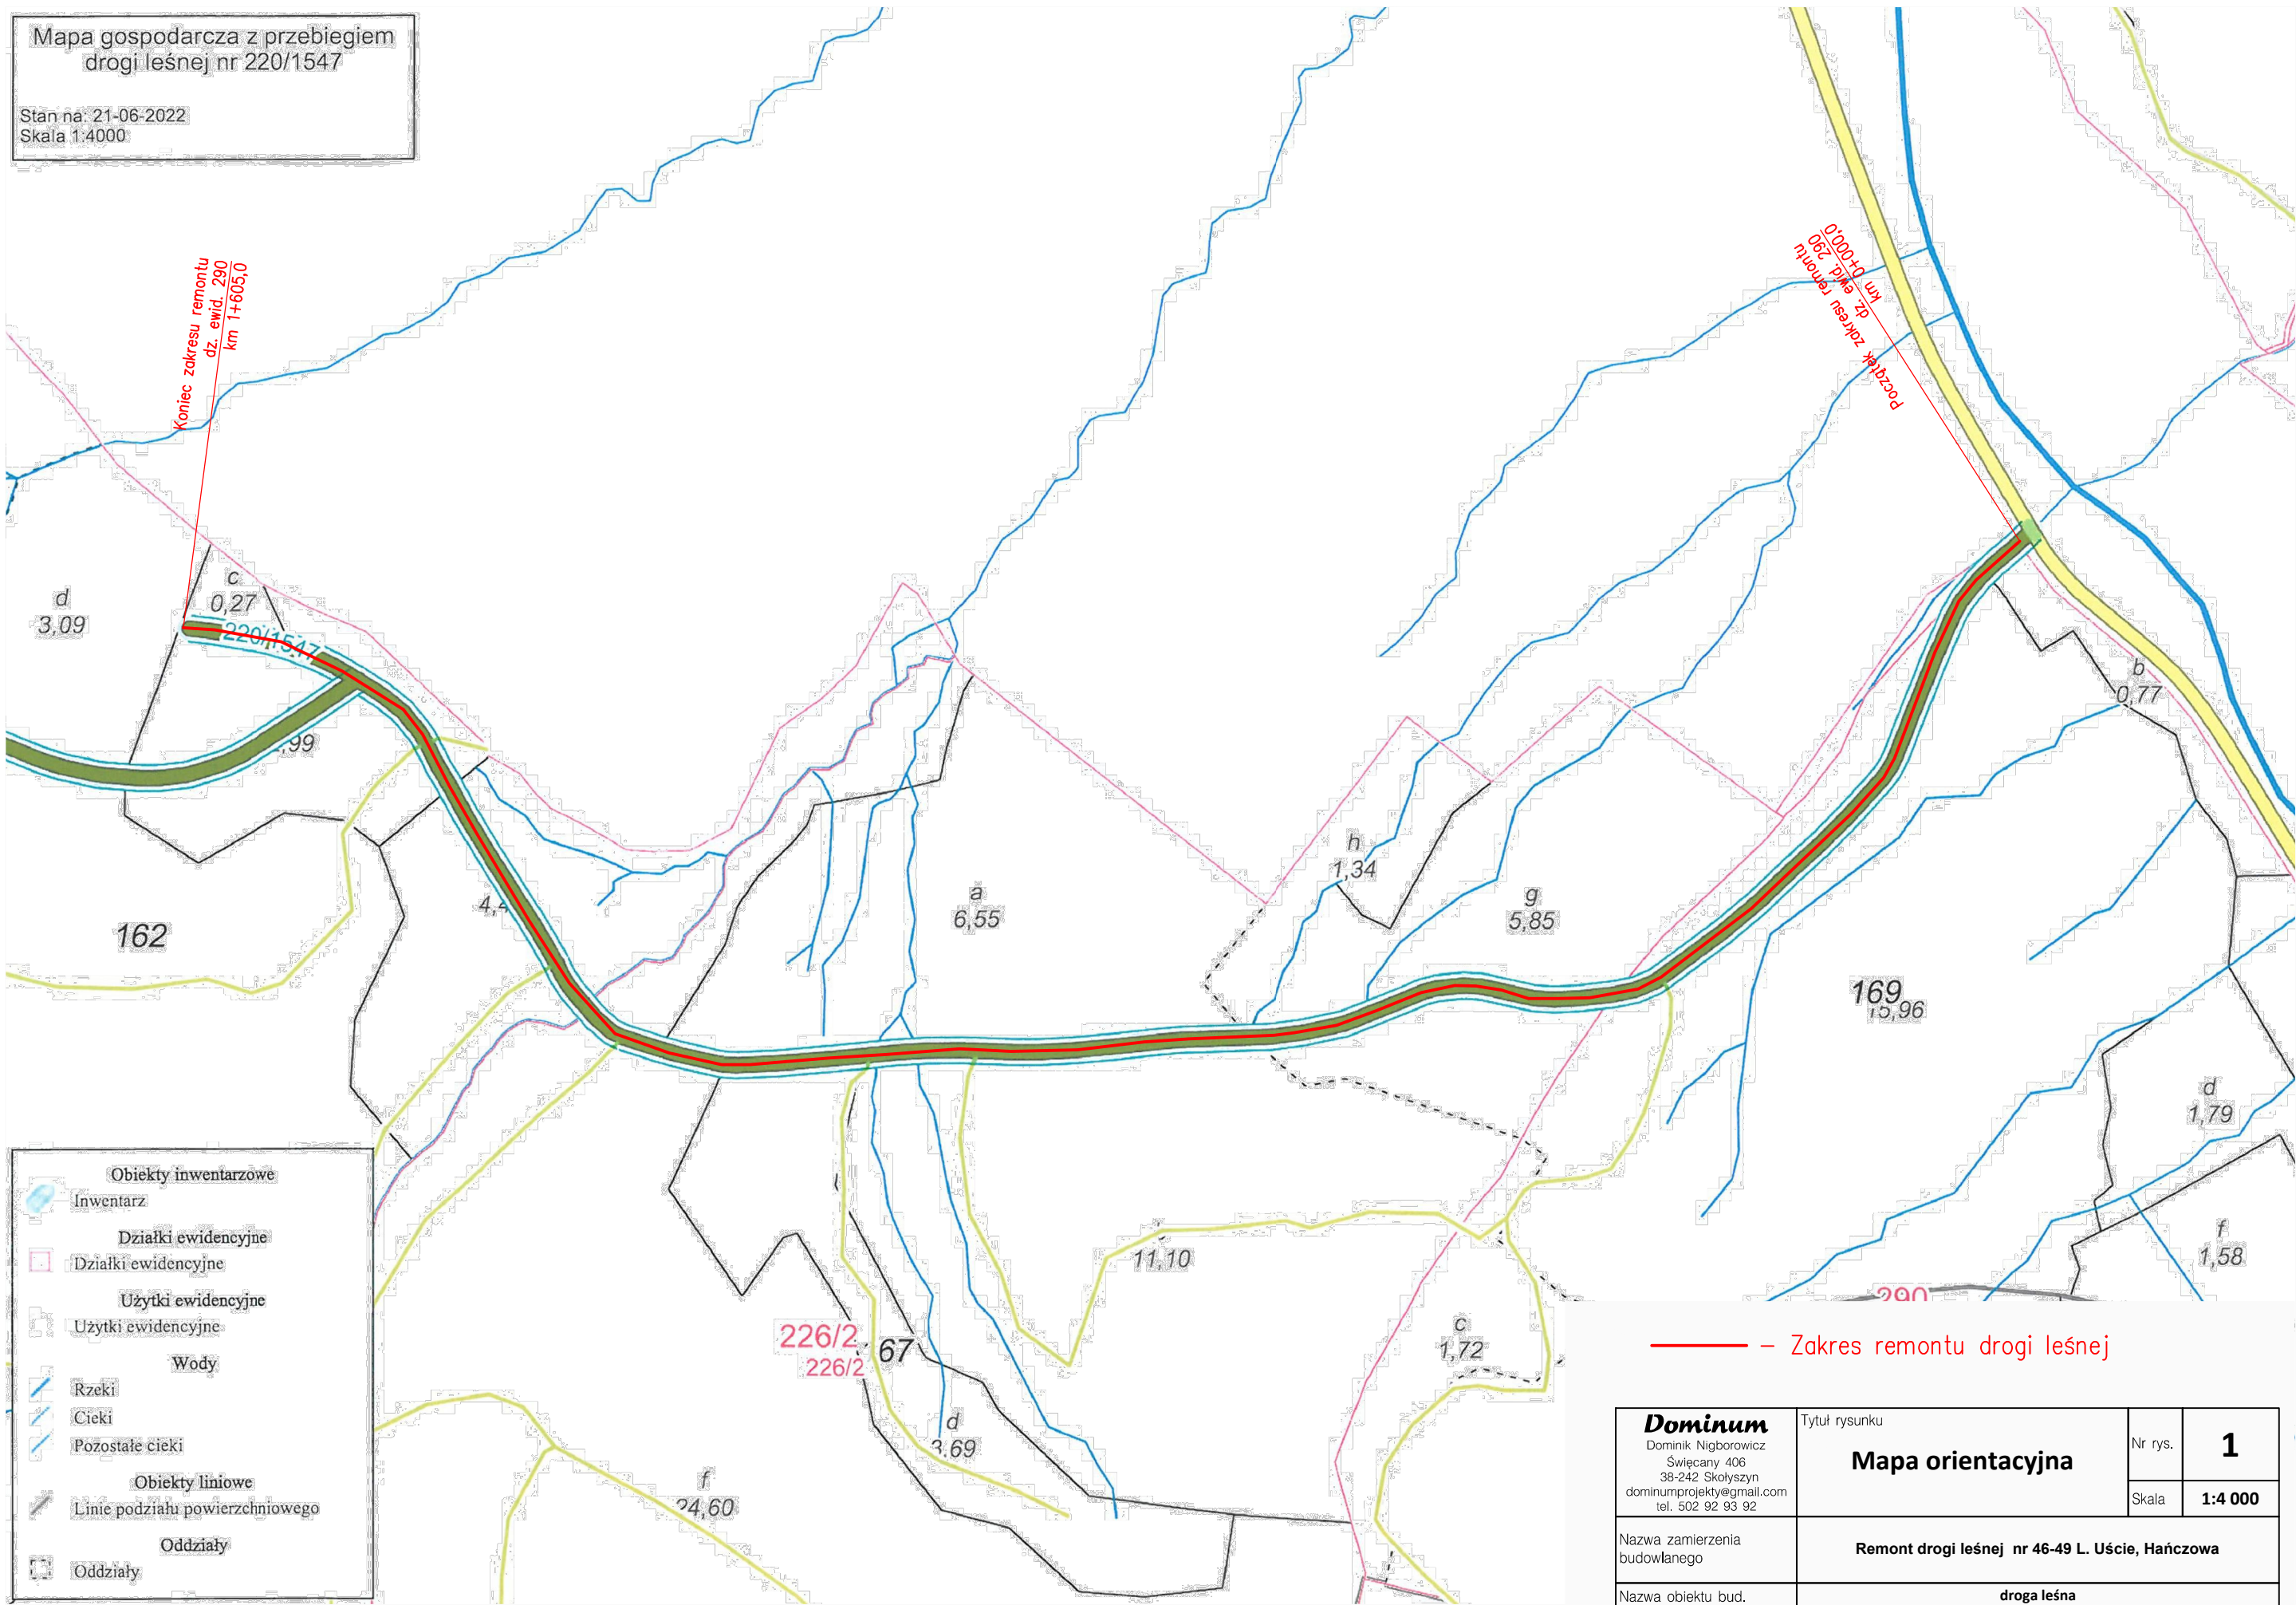 Mapa gospodarcza z przebiegiem
drogi leśnej nr 220/1547
Stan na: 21-06-2022
Skala 1:4000
Koniec zakresu remontu
dz. ewid. 290
km 1+605,0
Początek zakresu remontu
dz. ewid. 290
km 0+000,0
d
3,09
c
0,27
220/1547
,99
b
0,77
h
1,34
a
6,55
g
5,85
4,4
162
169
15,96
d
1,79
f
1,58
11,10
290
c
1,72
226/2
67
226/2
d
3,69
f
24,60
Obiekty inwentarzowe
Inwentarz
Działki ewidencyjne
Działki ewidencyjne
Użytki ewidencyjne
Użytki ewidencyjne
Wody
Rzeki
Cieki
Pozostałe cieki
Obiekty liniowe
Linie podziału powierzchniowego
Oddziały
Oddziały
– Zakres remontu drogi leśnej
Dominum
Dominik Nigborowicz
Święcany 406
38-242 Skołyszyn
dominumprojekty@gmail.com
tel. 502 92 93 92
Tytuł rysunku
Mapa orientacyjna
Nr rys.
1
Skala
1:4 000
Nazwa zamierzenia
budowlanego
Remont drogi leśnej nr 46-49 L. Uście, Hańczowa
Nazwa obiektu bud.
droga leśna